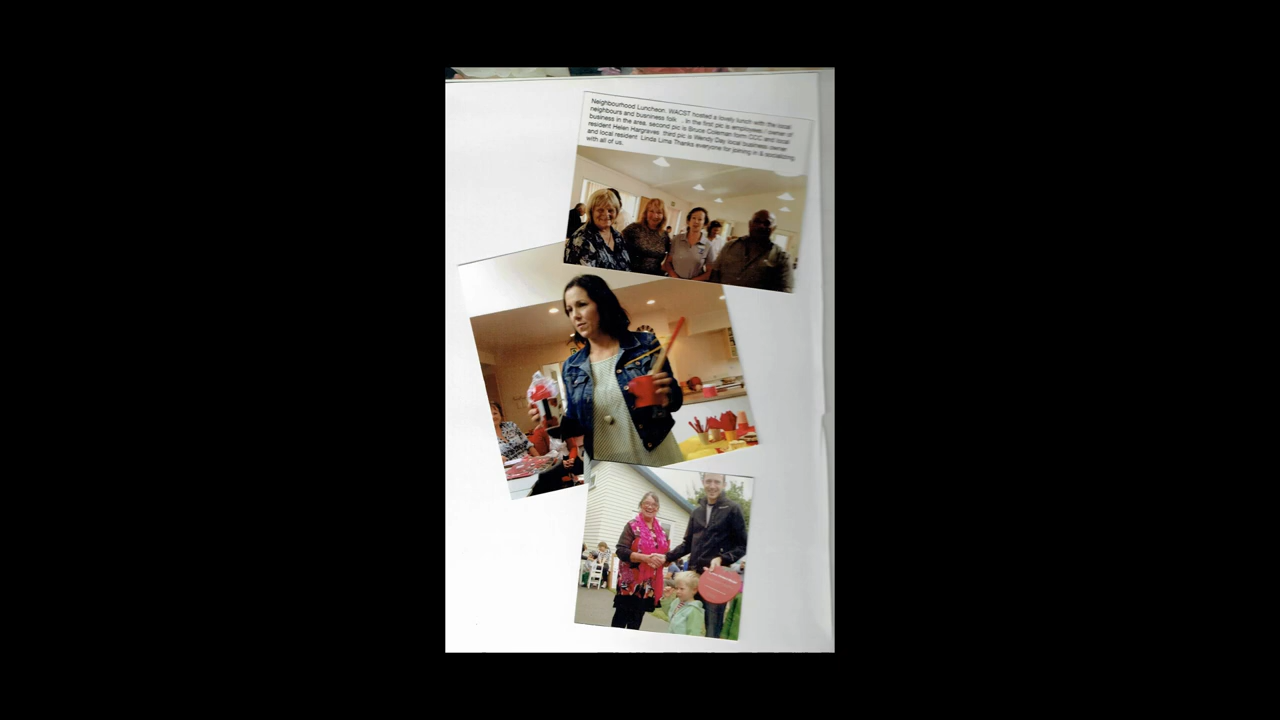 Neighbourhood Luncheon. WACST hosted a lovely lunch with the local
neighbours and busniness folk . In the first pic is employees / owner of
business in the area, second pic is Bruce Coleman form CCC and local
resident Helen Hargraves third pic is Wendy Day local business owner
and local resident Linda Lima Thanks everyone for joining in & socializing
with all of us.